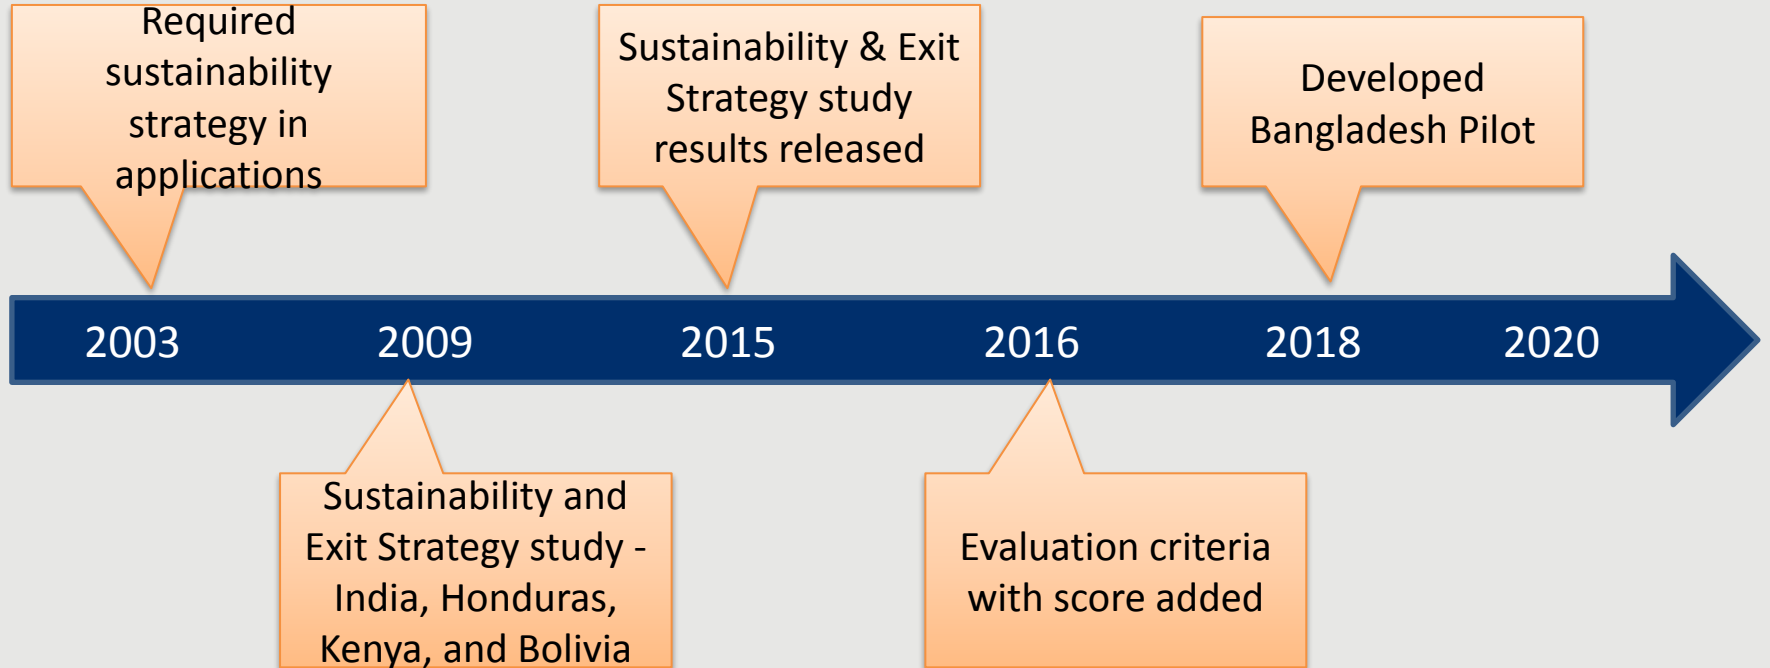 Required
sustainability
strategy in
applications
Sustainability & Exit
Strategy study
results released
Developed
Bangladesh Pilot
2003 2009 2015 2016 2018 2020
Sustainability and
Exit Strategy study -
India, Honduras,
Kenya, and Bolivia
Evaluation criteria
with score added